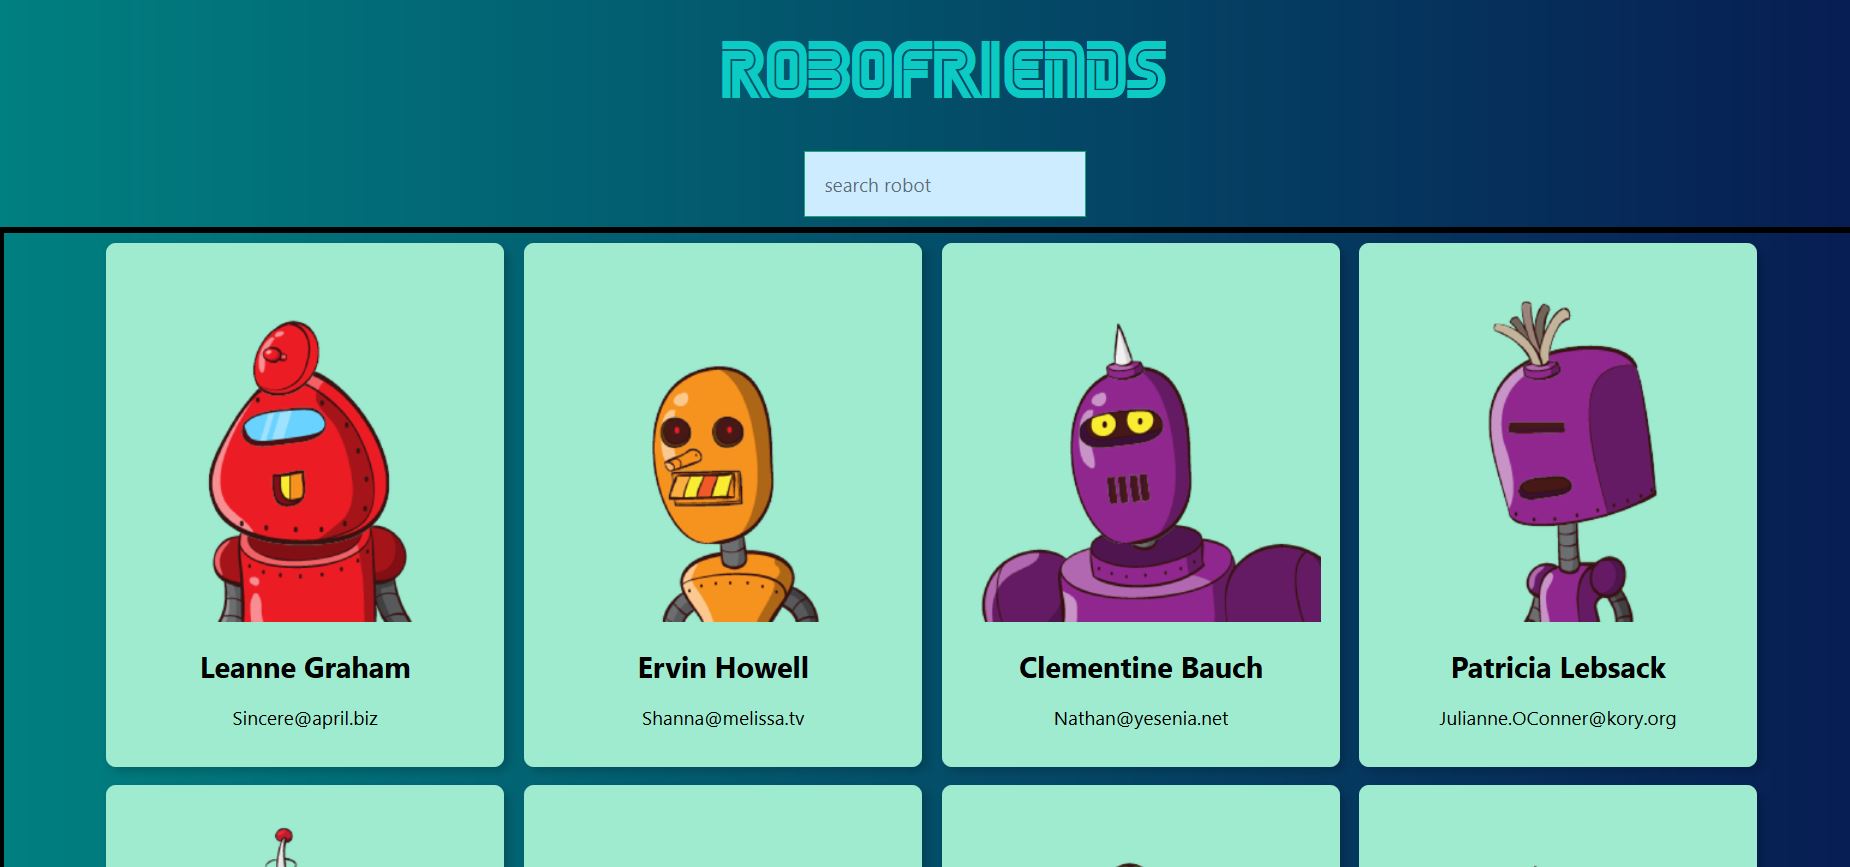 ROBOFRIENDS
search robot
Leanne Graham
Sincere@april.biz
Ervin Howell
Shanna@melissa.tv
Clementine Bauch
Nathan@yesenia.net
Patricia Lebsack
Julianne.OConner@kory.org